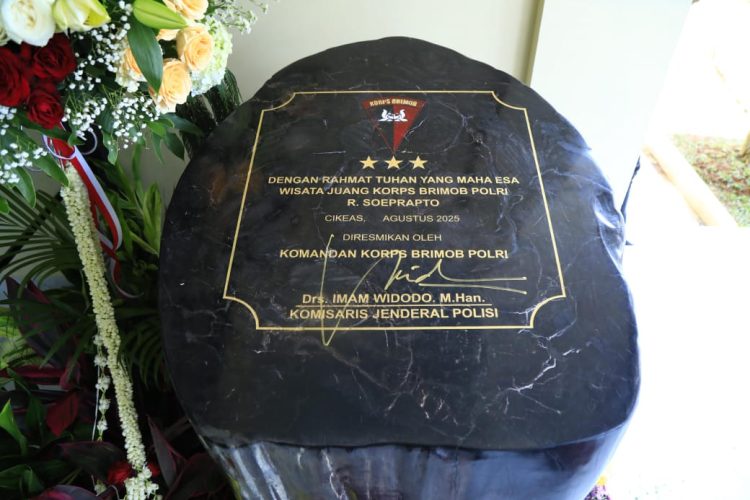 KORPS BRIMOB
DENGAN RAHMAT TUHAN YANG MAHA ESA
WISATA JUANG KORPS BRIMOB POLRI
R. SOEPRAPTO
CIKEAS, AGUSTUS 2025
DIRESMIKAN OLEH
KOMANDAN KORPS BRIMOB POLRI
Drs. IMAM WIDODO. M.Han.
KOMISARIS JENDERAL POLISI